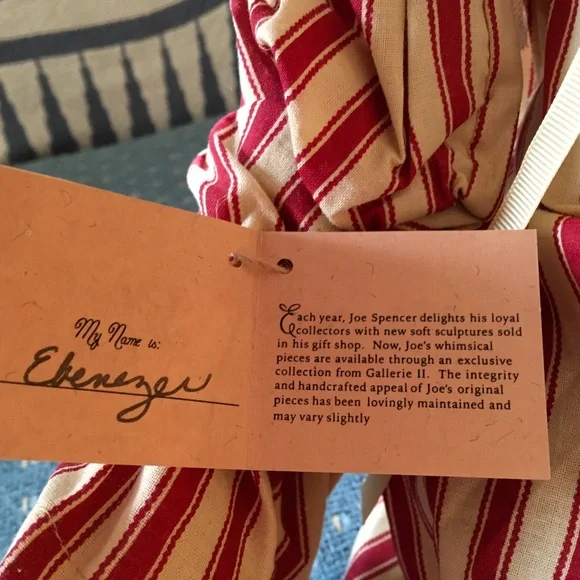 My Name is:
Ebenezer
Each year, Joe Spencer delights his loyal
collectors with new soft sculptures sold
in his gift shop. Now, Joe's whimsical
pieces are available through an exclusive
collection from Gallerie II. The integrity
and handcrafted appeal of Joe's original
pieces has been lovingly maintained and
may vary slightly